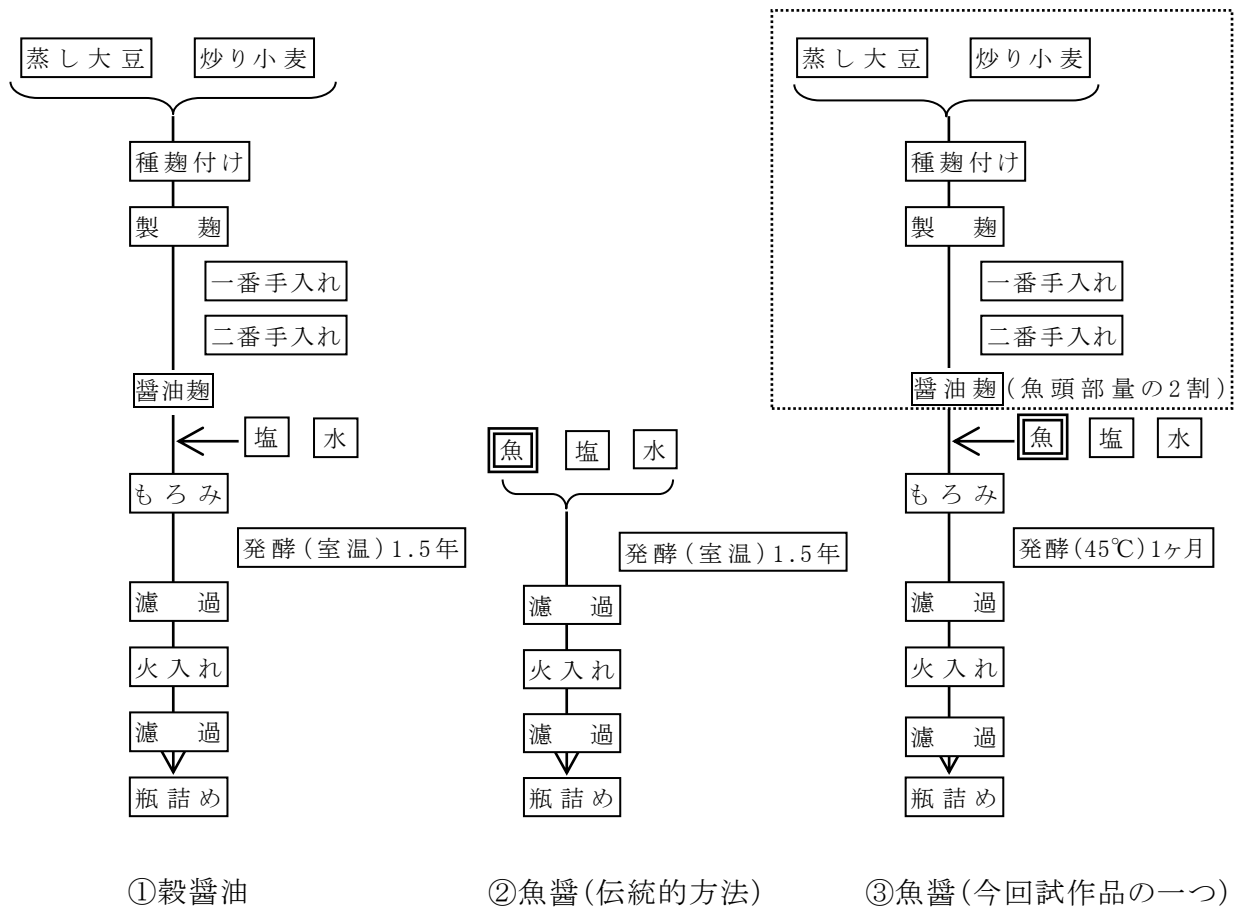 蒸し大豆
炒り小麦
種麹付け
製 麹
一番手入れ
二番手入れ
醤油麹
塩
水
もろみ
発酵(室温)1.5年
濾 過
火入れ
濾 過
瓶詰め
①穀醤油
魚
塩
水
発酵(室温)1.5年
濾 過
火入れ
濾 過
瓶詰め
②魚醤(伝統的方法)
蒸し大豆
炒り小麦
種麹付け
製 麹
一番手入れ
二番手入れ
醤油麹(魚頭部量の2割)
魚
塩
水
もろみ
発酵(45℃)1ヶ月
濾 過
火入れ
濾 過
瓶詰め
③魚醤(今回試作品の一つ)